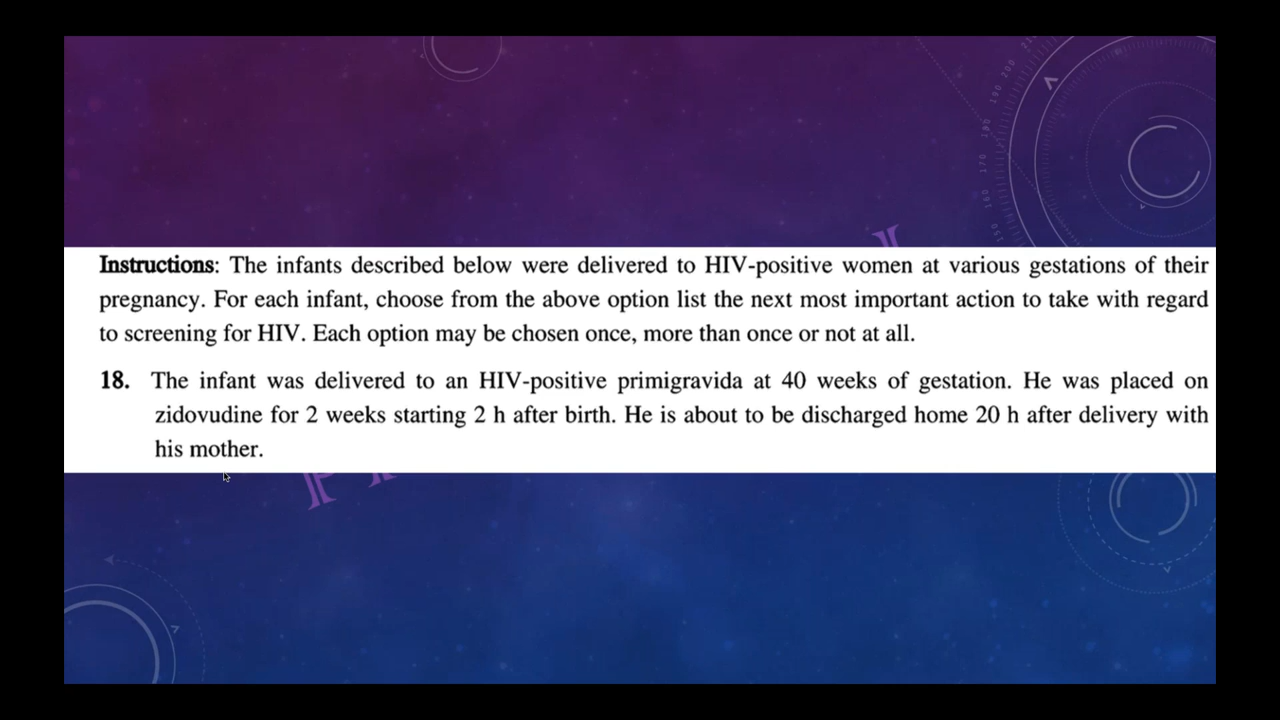 Instructions: The infants described below were delivered to HIV-positive women at various gestations of their
pregnancy. For each infant, choose from the above option list the next most important action to take with regard
to screening for HIV. Each option may be chosen once, more than once or not at all.
18. The infant was delivered to an HIV-positive primigravida at 40 weeks of gestation. He was placed on
zidovudine for 2 weeks starting 2 h after birth. He is about to be discharged home 20 h after delivery with
his mother.